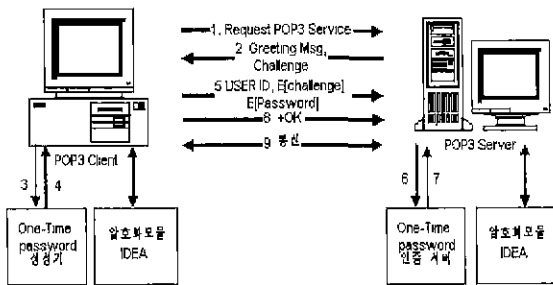 1. Request POP3 Service
2 Greeting Msg,
Challenge
5 USER ID, E[challenge]
E[Password]
8 +OK
9 통신
POP3 Client
POP3 Server
3
4
6
7
One-Time
password
생성기
암호화모듈
IDEA
One-Time
password
인증 서버
암호화모듈
IDEA